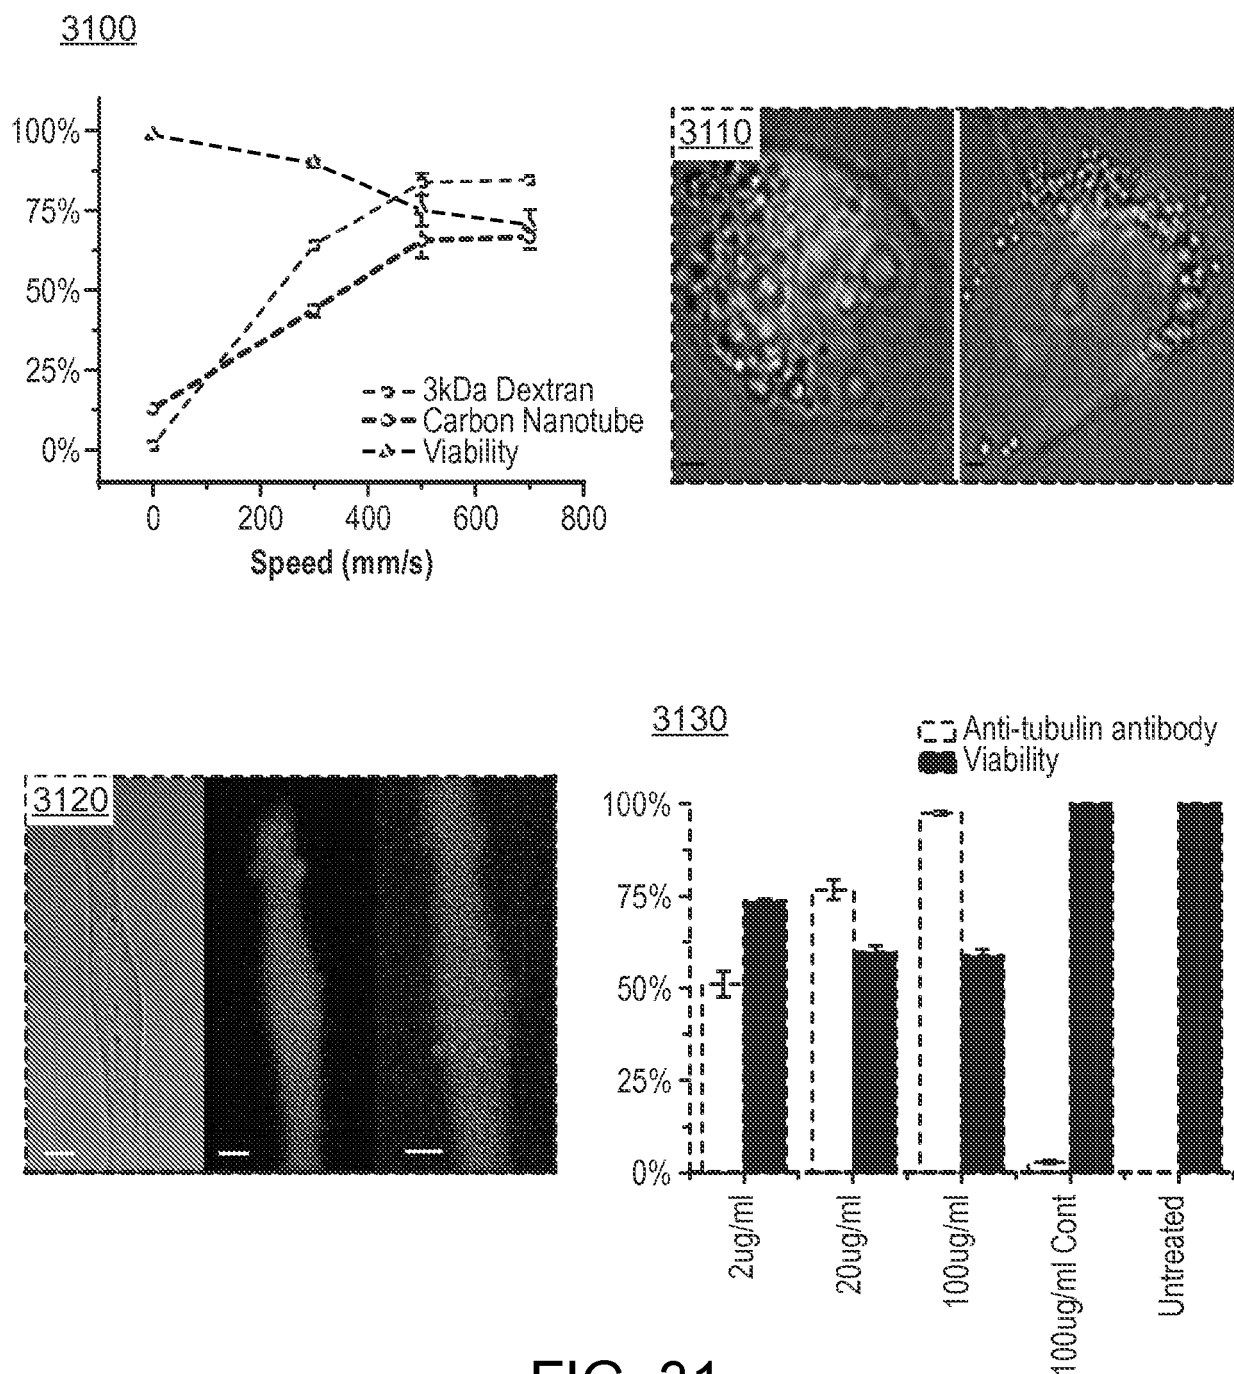 3100
100%
75%
50%
25%
0%
3kDa Dextran
Carbon Nanotube
Viability
0 200 400 600 800
Speed (mm/s)
3110
3120
3130
Anti-tubulin antibody
Viability
100%
75%
50%
25%
0%
2ug/ml
20ug/ml
100ug/ml
100ug/ml Cont
Untreated
FIG. 31